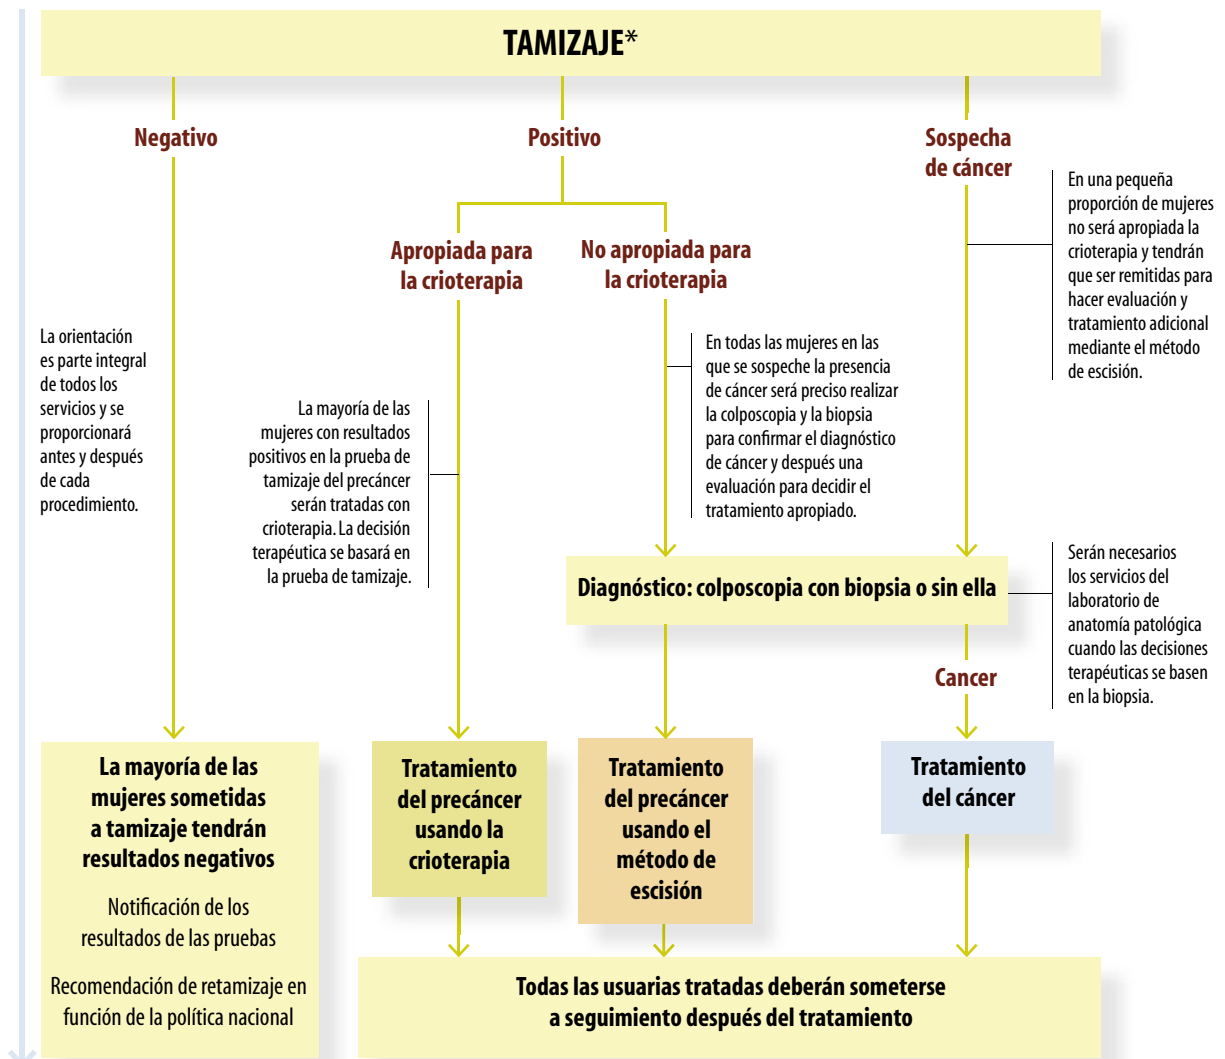 TAMIZAJE*
Negativo
Positivo
Sospecha
de cáncer
En una pequeña
proporción de mujeres
no será apropiada la
crioterapia y tendrán
que ser remitidas para
hacer evaluación y
tratamiento adicional
mediante el método
de escisión.
Apropiada para
la crioterapia
No apropiada para
la crioterapia
La orientación
es parte integral
de todos los
servicios y se
proporcionará
antes y después
de cada
procedimiento.
La mayoría de las
mujeres con resultados
positivos en la prueba de
tamizaje del precáncer
serán tratadas con
crioterapia. La decisión
terapéutica se basará en
la prueba de tamizaje.
En todas las mujeres en las
que se sospeche la presencia
de cáncer será preciso realizar
la colposcopia y la biopsia
para confirmar el diagnóstico
de cáncer y después una
evaluación para decidir el
tratamiento apropiado.
Diagnóstico: colposcopia con biopsia o sin ella
Serán necesarios
los servicios del
laboratorio de
anatomía patológica
cuando las decisiones
terapéuticas se basen
en la biopsia.
Cancer
La mayoría de las
mujeres sometidas
a tamizaje tendrán
resultados negativos
Notificación de los
resultados de las pruebas
Recomendación de retamizaje en
función de la política nacional
Tratamiento
del precáncer
usando la
crioterapia
Tratamiento
del precáncer
usando el
método de
escisión
Tratamiento
del cáncer
Todas las usuarias tratadas deberán someterse
a seguimiento después del tratamiento